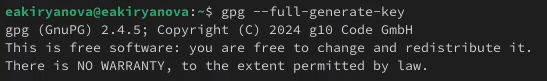 eakiryanova@eakiryanova:~$ gpg --full-generate-key
gpg (GnuPG) 2.4.5; Copyright (C) 2024 g10 Code GmbH
This is free software: you are free to change and redistribute it.
There is NO WARRANTY, to the extent permitted by law.